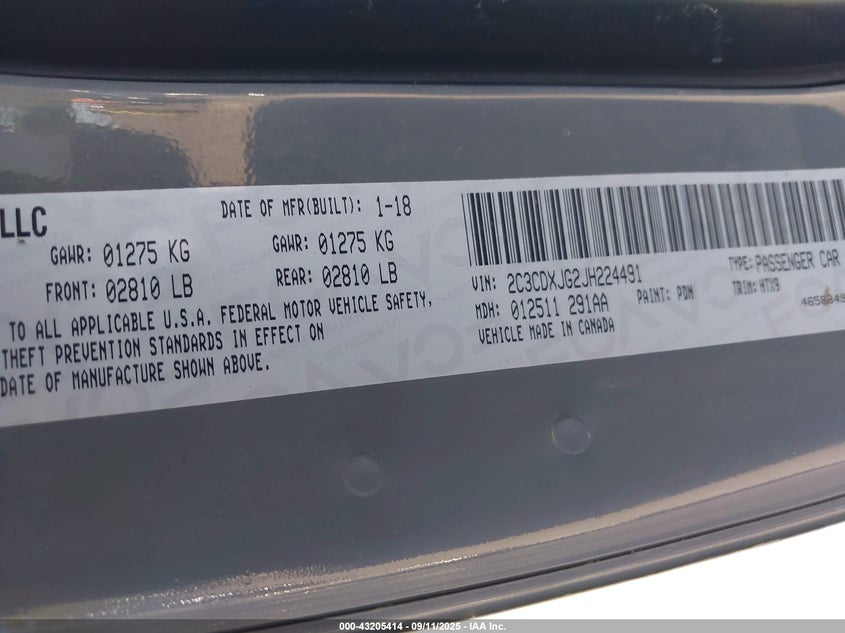 LLC
DATE OF MFR(BUILT): 1-18
GAWR: 01275 KG GAWR: 01275 KG
FRONT: 02810 LB REAR: 02810 LB
TO ALL APPLICABLE U.S.A. FEDERAL MOTOR VEHICLE SAFETY,
THEFT PREVENTION STANDARDS IN EFFECT ON
DATE OF MANUFACTURE SHOWN ABOVE.
VIN: 2C3CDXJG2JH224491 TYPE: PASSENGER CAR
MDH: 012511 291AA PAINT: PDN TRIM: HTX9
VEHICLE MADE IN CANADA
000-43205414 - 09/11/2025 - IAA Inc.